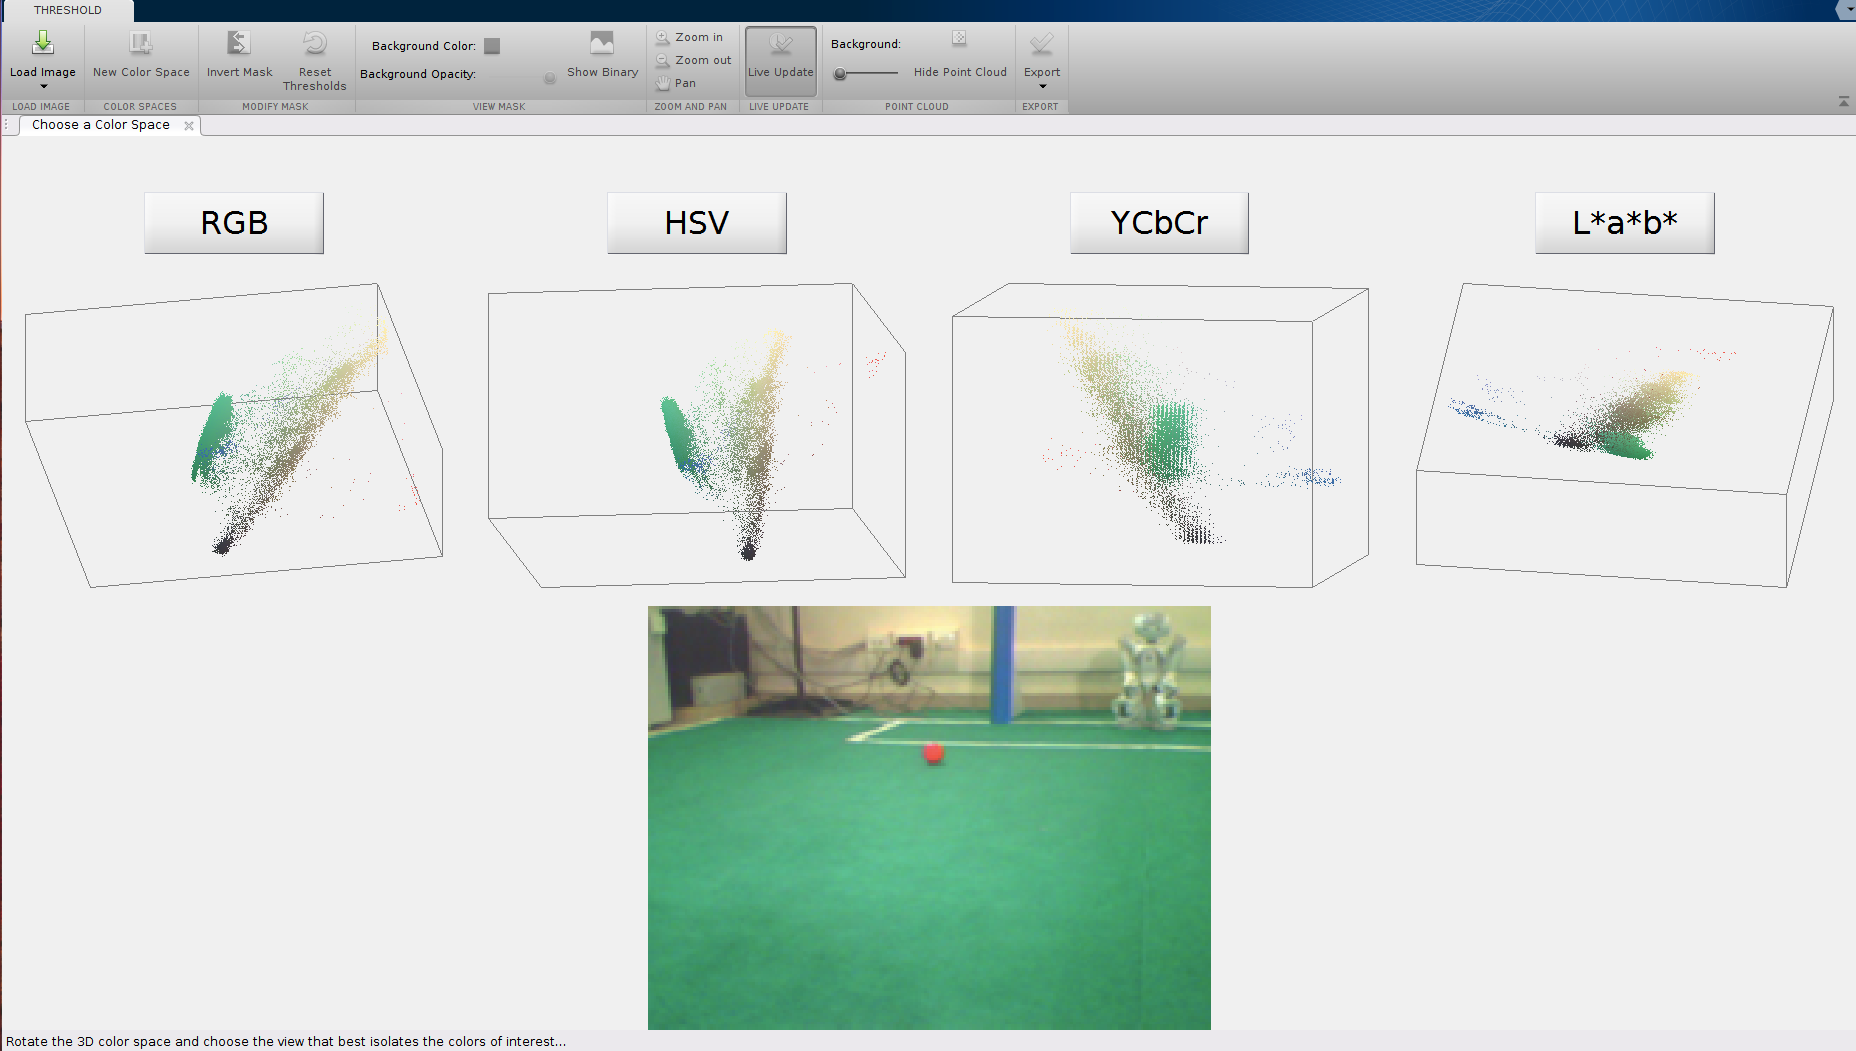 THRESHOLD
Load Image
New Color Space
Invert Mask
Reset
Thresholds
Background Color:
Background Opacity:
Show Binary
Zoom in
Zoom out
Pan
Live Update
Background:
Hide Point Cloud
Export
LOAD IMAGE
COLOR SPACES
MODIFY MASK
VIEW MASK
ZOOM AND PAN
LIVE UPDATE
POINT CLOUD
EXPORT
Choose a Color Space
RGB
HSV
YCbCr
L*a*b*
Rotate the 3D color space and choose the view that best isolates the colors of interest...